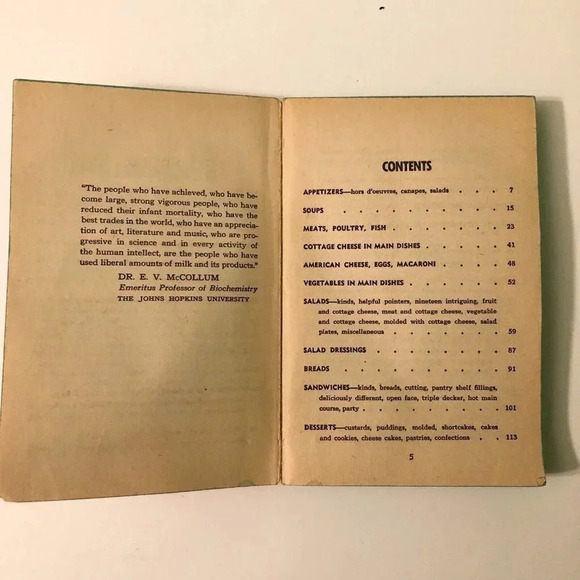 "The people who have achieved, who have be-
come large, strong vigorous people, who have
reduced their infant mortality, who have the
best trades in the world, who have an apprecia-
tion of art, literature and music, who are pro-
gressive in science and in every activity of
the human intellect, are the people who have
used liberal amounts of milk and its products."
DR. E. V. McCOLLUM
Emeritus Professor of Biochemistry
THE JOHNS HOPKINS UNIVERSITY
CONTENTS
APPETIZERS—hors d'oeuvres, canapes, salads . . . 7
SOUPS . . . . . . . . . 15
MEATS, POULTRY, FISH . . . . . . 23
COTTAGE CHEESE IN MAIN DISHES . . . . 41
AMERICAN CHEESE, EGGS, MACARONI . . . . 48
VEGETABLES IN MAIN DISHES . . . . . 52
SALADS—kinds, helpful pointers, nineteen intriguing, fruit
and cottage cheese, meat and cottage cheese, vegetable
and cottage cheese, molded with cottage cheese, salad
plates, miscellaneous . . . . . . . 59
SALAD DRESSINGS . . . . . . . 87
BREADS . . . . . . . . . 91
SANDWICHES—kinds, breads, cutting, pantry shelf fillings,
deliciously different, open face, triple decker, hot main
course, party . . . . . . . . 101
DESSERTS—custards, puddings, molded, shortcakes, cakes
and cookies, cheese cakes, pastries, confections . . 113
5